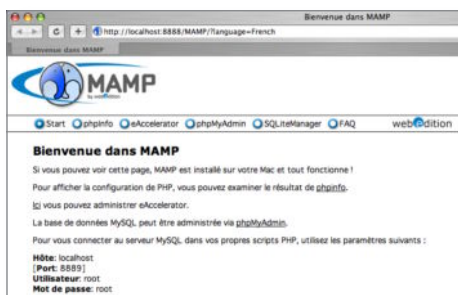 Bienvenue dans MAMP
http://localhost:8888/MAMP/?language=French
Bienvenue dans MAMP
MAMP
by webedition
Start phpInfo eAccelerator phpMyAdmin SQLiteManager FAQ webedition
Bienvenue dans MAMP
Si vous pouvez voir cette page, MAMP est installé sur votre Mac et tout fonctionne !
Pour afficher la configuration de PHP, vous pouvez examiner le résultat de phpinfo.
Ici vous pouvez administrer eAccelerator.
La base de données MySQL peut être administrée via phpMyAdmin.
Pour vous connecter au serveur MySQL dans vos propres scripts PHP, utilisez les paramètres suivants :
Hôte: localhost
[Port: 8889]
Utilisateur: root
Mot de passe: root